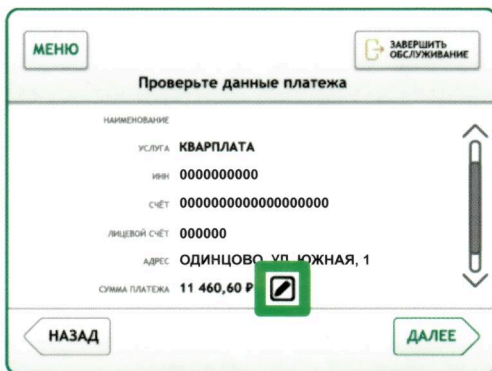 МЕНЮ
ЗАВЕРШИТЬ
ОБСЛУЖИВАНИЕ
Проверьте данные платежа
НАИМЕНОВАНИЕ
УСЛУГА КВАРПЛАТА
ИНН 0000000000
СЧЁТ 00000000000000000000
ЛИЦЕВОЙ СЧЁТ 000000
АДРЕС ОДИНЦОВО, УЛ. ЮЖНАЯ, 1
СУММА ПЛАТЕЖА 11 460,60 ₽
НАЗАД
ДАЛЕЕ